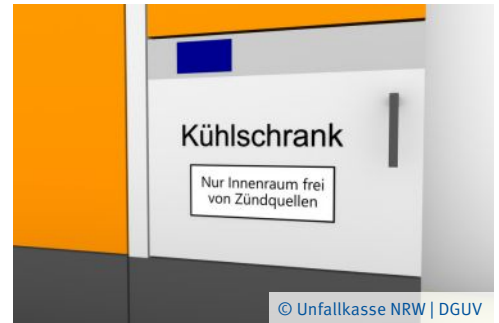 Kühlschrank
Nur Innenraum frei
von Zündquellen
© Unfallkasse NRW | DGUV